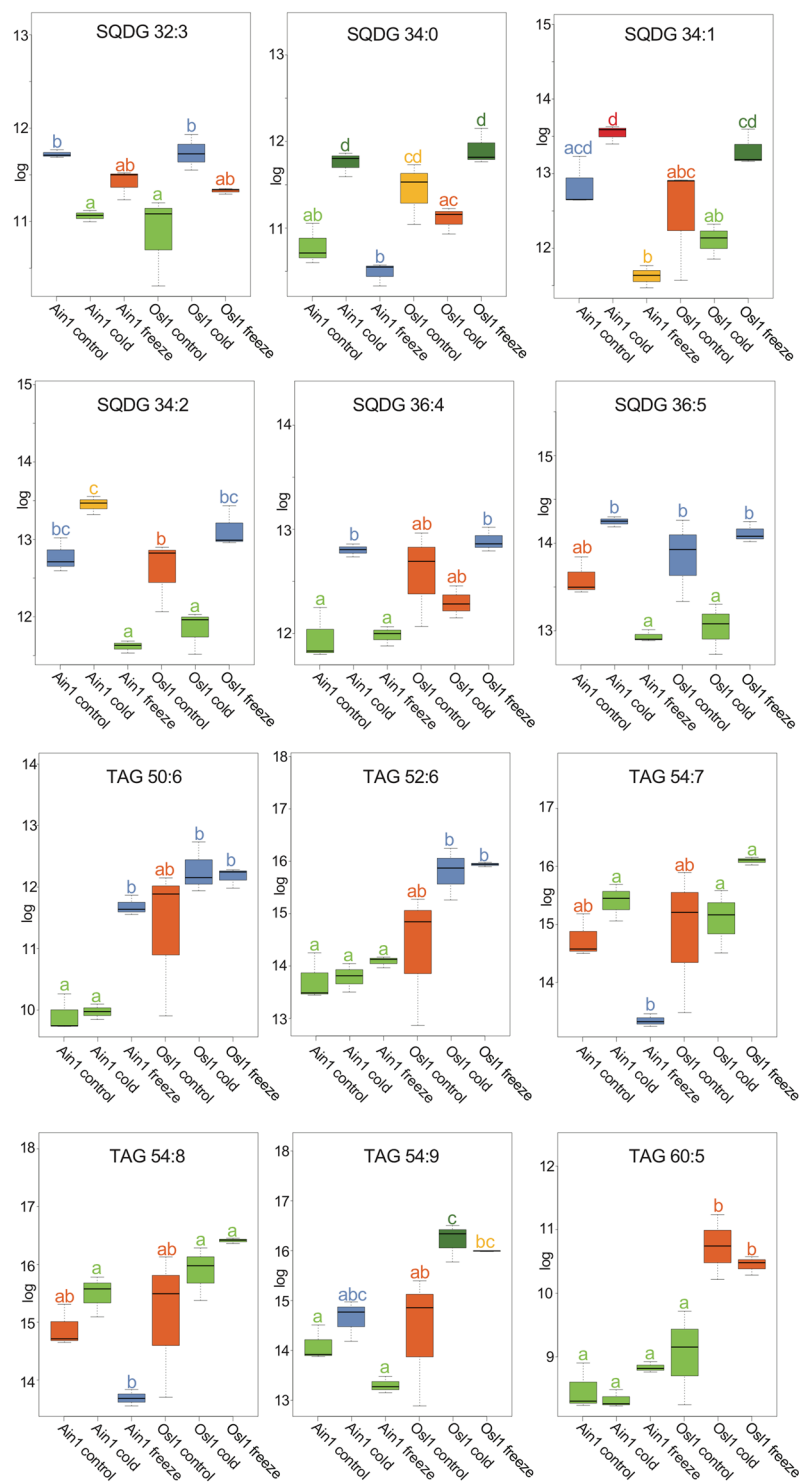 SQDG 32:3
13
12
11
log
b
a
ab
a
b
ab
Ain1 control
Ain1 cold
Ain1 freeze
Osl1 control
Osl1 cold
Osl1 freeze
SQDG 34:0
13
12
11
log
ab
d
b
cd
ac
d
Ain1 control
Ain1 cold
Ain1 freeze
Osl1 control
Osl1 cold
Osl1 freeze
SQDG 34:1
15
14
13
12
log
acd
d
b
abc
ab
cd
Ain1 control
Ain1 cold
Ain1 freeze
Osl1 control
Osl1 cold
Osl1 freeze
SQDG 34:2
15
14
13
12
log
bc
c
a
b
a
bc
Ain1 control
Ain1 cold
Ain1 freeze
Osl1 control
Osl1 cold
Osl1 freeze
SQDG 36:4
14
13
12
log
a
b
a
ab
ab
b
Ain1 control
Ain1 cold
Ain1 freeze
Osl1 control
Osl1 cold
Osl1 freeze
SQDG 36:5
15
14
13
log
ab
b
a
b
a
b
Ain1 control
Ain1 cold
Ain1 freeze
Osl1 control
Osl1 cold
Osl1 freeze
TAG 50:6
14
13
12
11
10
log
a
a
b
ab
b
b
Ain1 control
Ain1 cold
Ain1 freeze
Osl1 control
Osl1 cold
Osl1 freeze
TAG 52:6
18
17
16
15
14
13
log
a
a
a
ab
b
b
Ain1 control
Ain1 cold
Ain1 freeze
Osl1 control
Osl1 cold
Osl1 freeze
TAG 54:7
17
16
15
14
log
ab
a
b
ab
a
a
Ain1 control
Ain1 cold
Ain1 freeze
Osl1 control
Osl1 cold
Osl1 freeze
TAG 54:8
18
17
16
15
14
log
ab
a
b
ab
a
a
Ain1 control
Ain1 cold
Ain1 freeze
Osl1 control
Osl1 cold
Osl1 freeze
TAG 54:9
18
17
16
15
14
13
log
a
abc
a
ab
c
bc
Ain1 control
Ain1 cold
Ain1 freeze
Osl1 control
Osl1 cold
Osl1 freeze
TAG 60:5
12
11
10
9
log
a
a
a
a
b
b
Ain1 control
Ain1 cold
Ain1 freeze
Osl1 control
Osl1 cold
Osl1 freeze